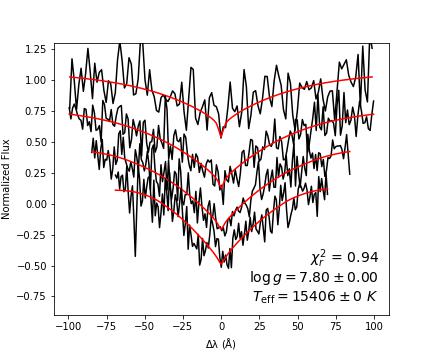 1.25
1.00
0.75
0.50
0.25
0.00
−0.25
−0.50
−0.75
Normalized Flux
χ²ᵣ = 0.94
log g = 7.80 ± 0.00
T_eff = 15406 ± 0 K
−100 −75 −50 −25 0 25 50 75 100
Δλ (Å)